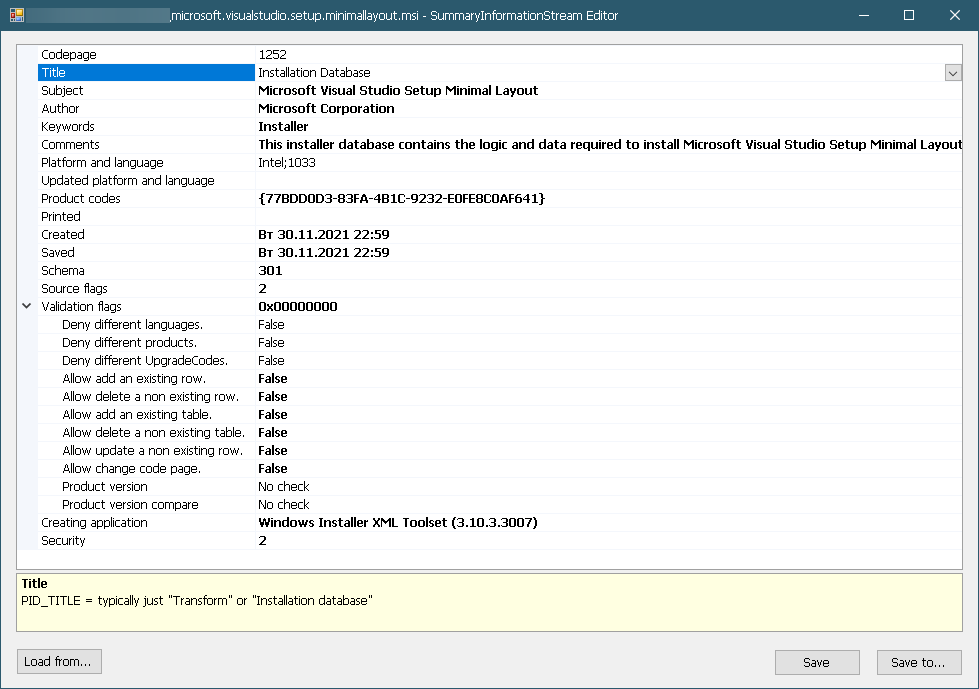 _microsoft.visualstudio.setup.minimallayout.msi - SummaryInformationStream Editor
Codepage 1252
Title Installation Database
Subject Microsoft Visual Studio Setup Minimal Layout
Author Microsoft Corporation
Keywords Installer
Comments This installer database contains the logic and data required to install Microsoft Visual Studio Setup Minimal Layout
Platform and language Intel;1033
Updated platform and language
Product codes {77BDD0D3-83FA-4B1C-9232-E0FE8C0AF641}
Printed
Created Вт 30.11.2021 22:59
Saved Вт 30.11.2021 22:59
Schema 301
Source flags 2
Validation flags 0x00000000
Deny different languages. False
Deny different products. False
Deny different UpgradeCodes. False
Allow add an existing row. False
Allow delete a non existing row. False
Allow add an existing table. False
Allow delete a non existing table. False
Allow update a non existing row. False
Allow change code page. False
Product version No check
Product version compare No check
Creating application Windows Installer XML Toolset (3.10.3.3007)
Security 2
Title
PID_TITLE = typically just "Transform" or "Installation database"
Load from... Save Save to...